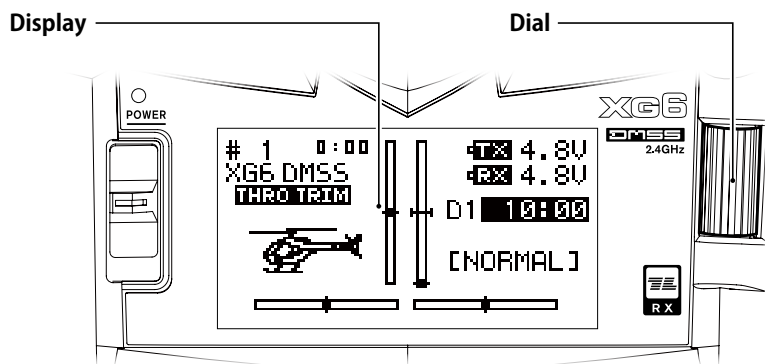 Display
Dial
POWER
XG6
DMSS
2.4GHz
# 1 0:00
XG6 DMSS
THRO TRIM
TX 4.8V
RX 4.8V
D1 10:00
[NORMAL]
RX